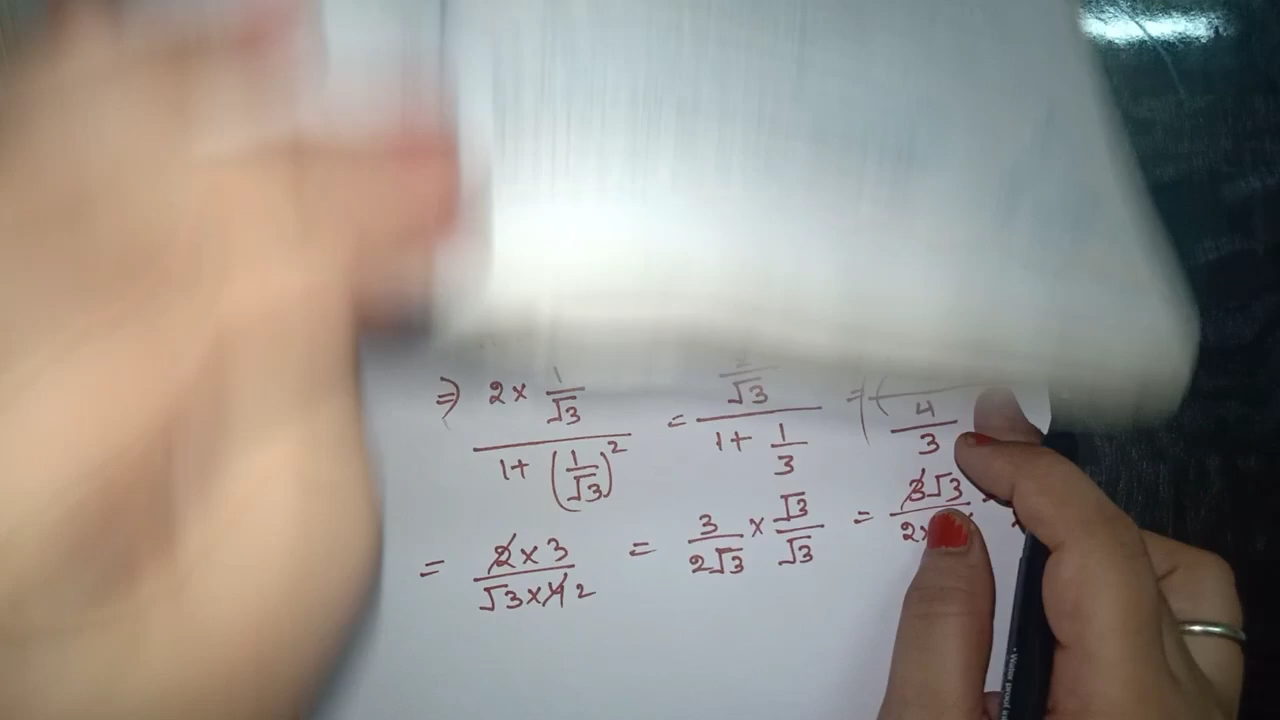 ⇒ 2 × 1/√3 / 1 + (1/√3)² = /√3 / 1 + 1/3 = ( / 4/3
= 2 × 3 / √3 × 4 2 = 3/2√3 × √3/√3 = 3√3 / 2×